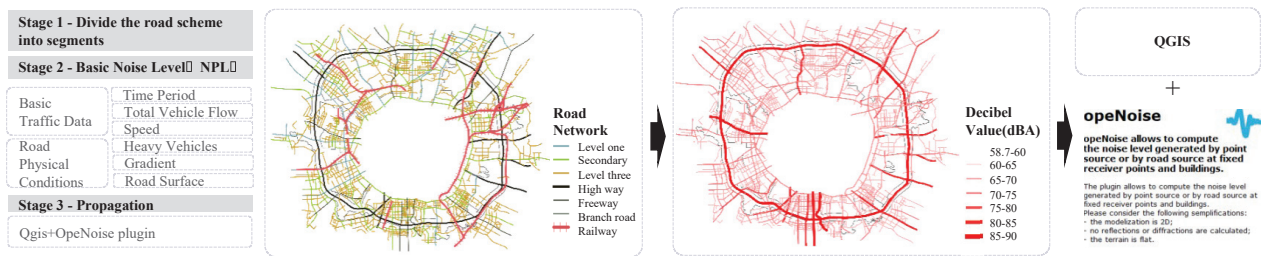 Stage 1 - Divide the road scheme
into segments
Stage 2 - Basic Noise Level（NPL）
Basic
Traffic Data
Time Period
Total Vehicle Flow
Speed
Road
Physical
Conditions
Heavy Vehicles
Gradient
Road Surface
Stage 3 - Propagation
Qgis+OpenNoise plugin
Road
Network
Level one
Secondary
Level three
High way
Freeway
Branch road
Railway
Decibel
Value(dBA)
58.7-60
60-65
65-70
70-75
75-80
80-85
85-90
QGIS
+
opeNoise
opeNoise allows to compute
the noise level generated by point
source or by road source at fixed
receiver points and buildings.
The plugin allows to compute the noise level
generated by point source or by road source at
fixed receiver points and buildings.
Please consider the following semplifications:
- the modelization is 2D;
- no reflections or diffractions are calculated;
- the terrain is flat.